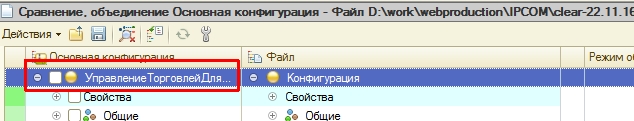 Сравнение, объединение Основная конфигурация - Файл D:\work\webproduction\IPCOM\clear-22.11.16
Действия
Основная конфигурация Файл Режим об
УправлениеТорговлейДля... Конфигурация
Свойства Свойства
Общие Общие